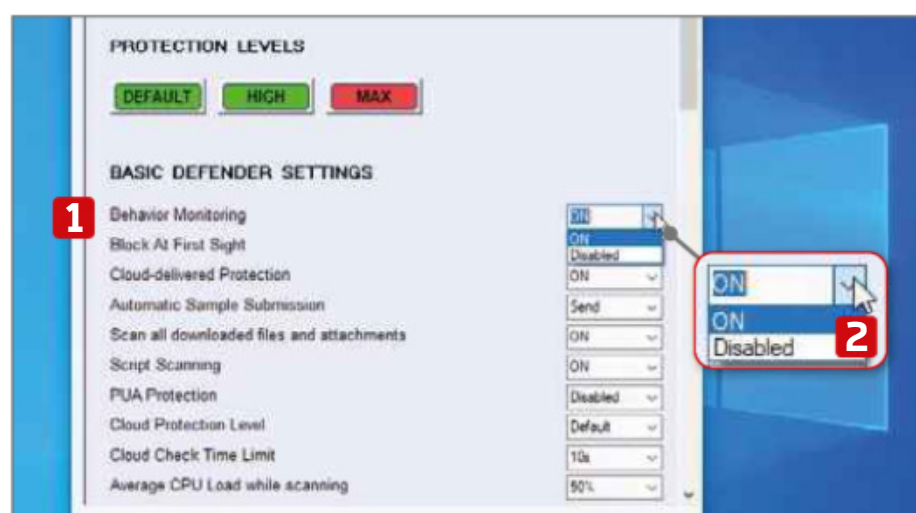 PROTECTION LEVELS
DEFAULT HIGH MAX
BASIC DEFENDER SETTINGS
1
Behavior Monitoring ON
Block At First Sight ON
Disabled
Cloud-delivered Protection ON
Automatic Sample Submission Send
Scan all downloaded files and attachments ON
Script Scanning ON
PUA Protection Disabled
Cloud Protection Level Default
Cloud Check Time Limit 10s
Average CPU Load while scanning 50%
ON
ON
Disabled
2